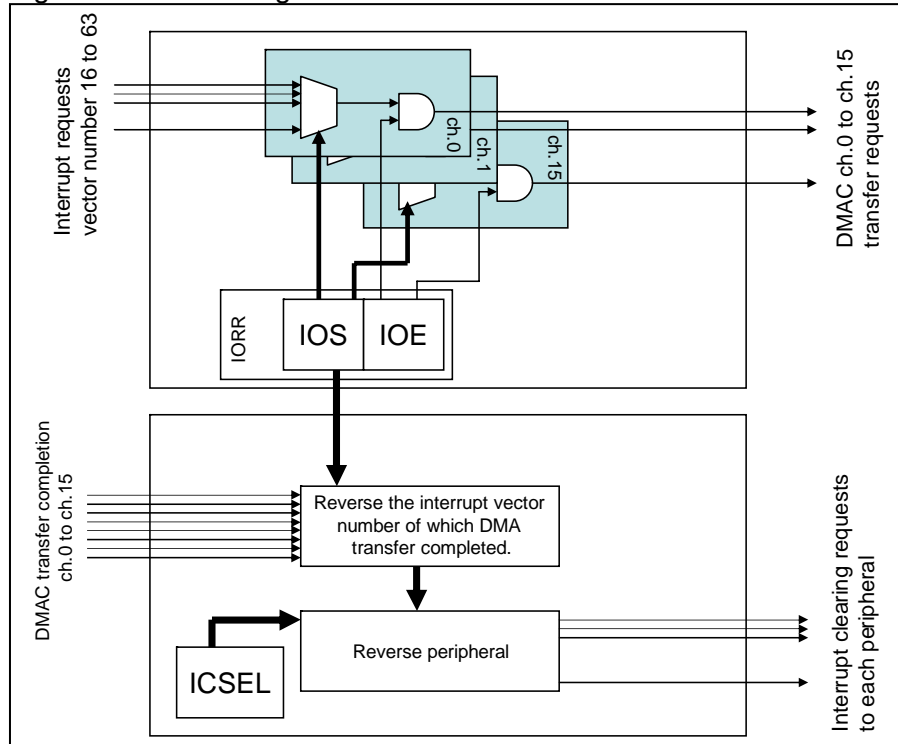 Interrupt requests
vector number 16 to 63
ch.0
ch.1
ch.15
DMAC ch.0 to ch.15
transfer requests
IORR
IOS
IOE
DMAC transfer completion
ch.0 to ch.15
Reverse the interrupt vector
number of which DMA
transfer completed.
Reverse peripheral
ICSEL
Interrupt clearing requests
to each peripheral